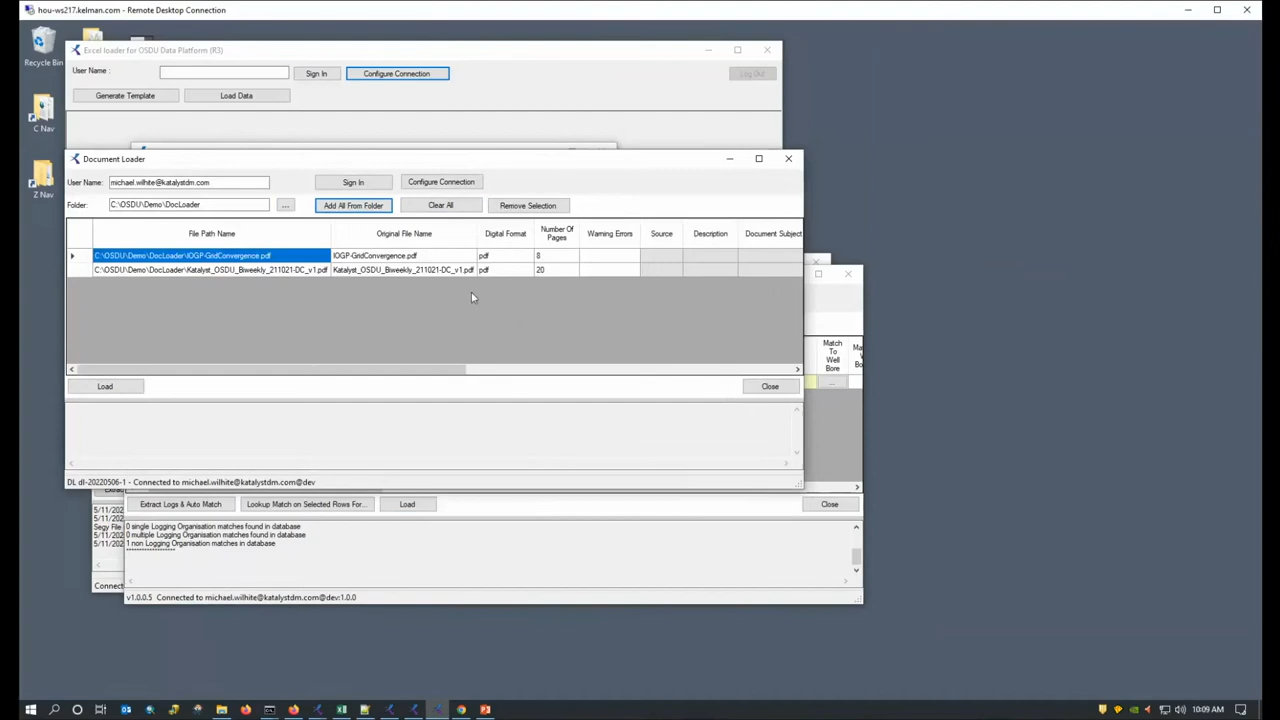 hou-ws217.kelman.com - Remote Desktop Connection
Recycle Bin
C Nav
Z Nav
Excel loader for OSDU Data Platform (R3)
User Name :
Sign In
Configure Connection
Log Out
Generate Template
Load Data
Document Loader
User Name: michael.wilhite@katalystdm.com
Sign In
Configure Connection
Folder: C:\OSDU\Demo\DocLoader
...
Add All From Folder
Clear All
Remove Selection
File Path Name
Original File Name
Digital Format
Number Of
Pages
Warning Errors
Source
Description
Document Subject
C:\OSDU\Demo\DocLoader\IOGP-GridConvergence.pdf
IOGP-GridConvergence.pdf
pdf
8
C:\OSDU\Demo\DocLoader\Katalyst_OSDU_Biweekly_211021-DC_v1.pdf
Katalyst_OSDU_Biweekly_211021-DC_v1.pdf
pdf
20
Match
To
Well
Bore
...
Load
Close
DL dl-20220506-1 - Connected to michael.wilhite@katalystdm.com@dev
Extract Logs & Auto Match
Lookup Match on Selected Rows For...
Load
Close
5/11/202
5/11/202
Segy File
5/11/202
5/11/202
0 single Logging Organisation matches found in database
0 multiple Logging Organisation matches found in database
1 non Logging Organisation matches in database
********************
Connect
v1.0.0.5 Connected to michael.wilhite@katalystdm.com@dev:1.0.0
10:09 AM